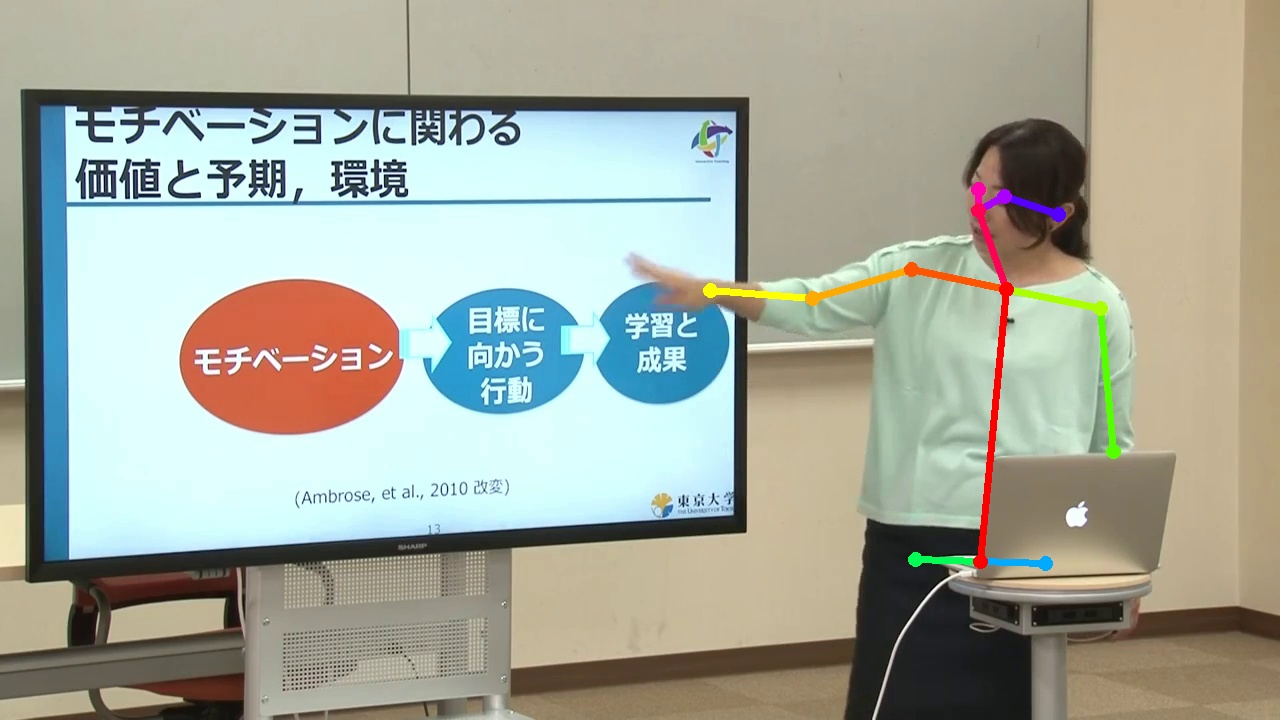 モチベーションに関わる
価値と予期，環境
モチベーション
目標に
向かう
行動
学習と
成果
(Ambrose, et al., 2010 改変)
東京大学
13
SHARP